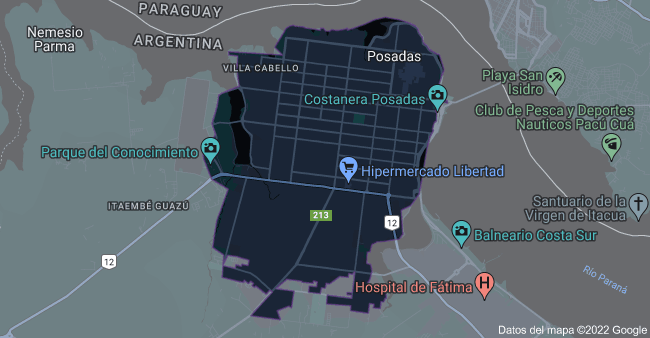 PARAGUAY
ARGENTINA
Nemesio
Parma
Posadas
VILLA CABELLO
Playa San
Isidro
Costanera Posadas
Club de Pesca y Deportes
Nauticos Pacú Cuá
Parque del Conocimiento
Hipermercado Libertad
Santuario de la
Virgen de Itacua
ITAEMBÉ GUAZÚ
213
12
Balneario Costa Sur
12
Río Paraná
Hospital de Fátima
H
Datos del mapa ©2022 Google